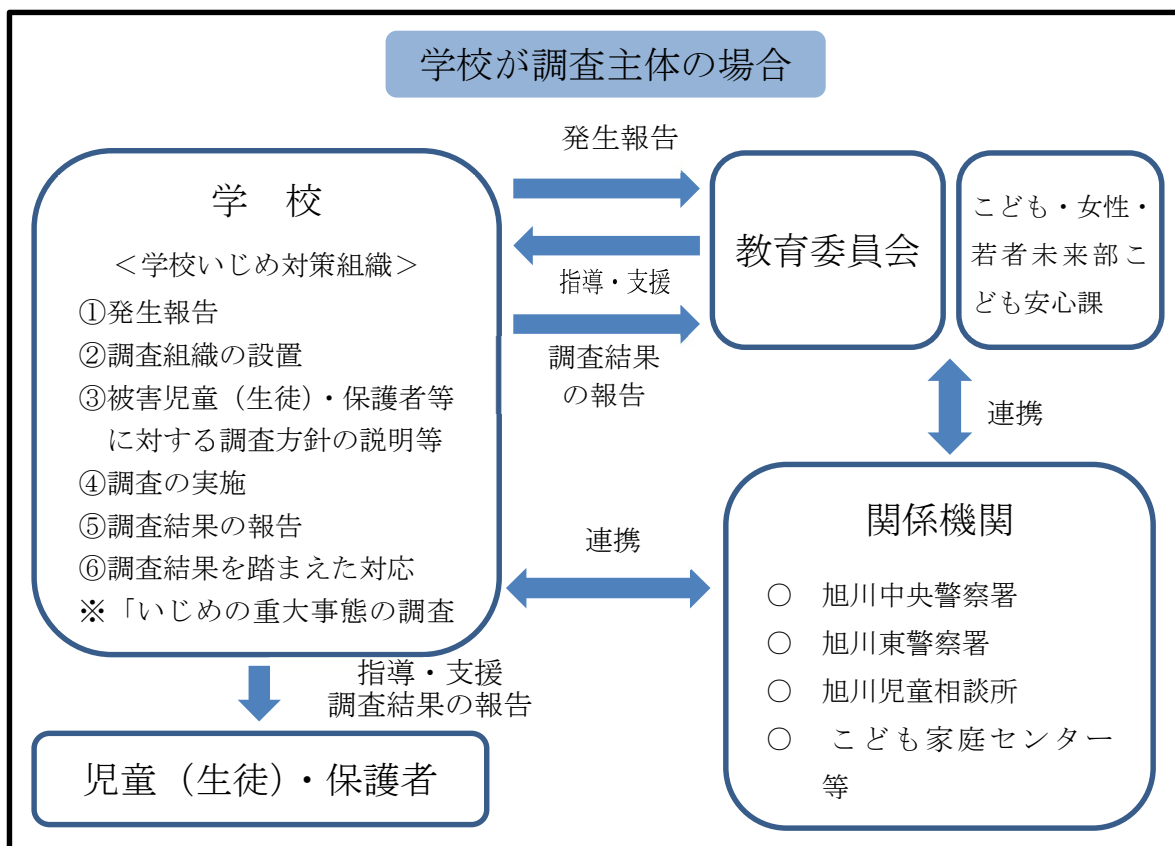 学校が調査主体の場合
学　校
＜学校いじめ対策組織＞
①発生報告
②調査組織の設置
③被害児童（生徒）・保護者等
に対する調査方針の説明等
④調査の実施
⑤調査結果の報告
⑥調査結果を踏まえた対応
※「いじめの重大事態の調査
発生報告
指導・支援
調査結果
の報告
教育委員会
こども・女性・
若者未来部こ
ども安心課
連携
連携
関係機関
○　旭川中央警察署
○　旭川東警察署
○　旭川児童相談所
○　こども家庭センター
等
指導・支援
調査結果の報告
児童（生徒）・保護者